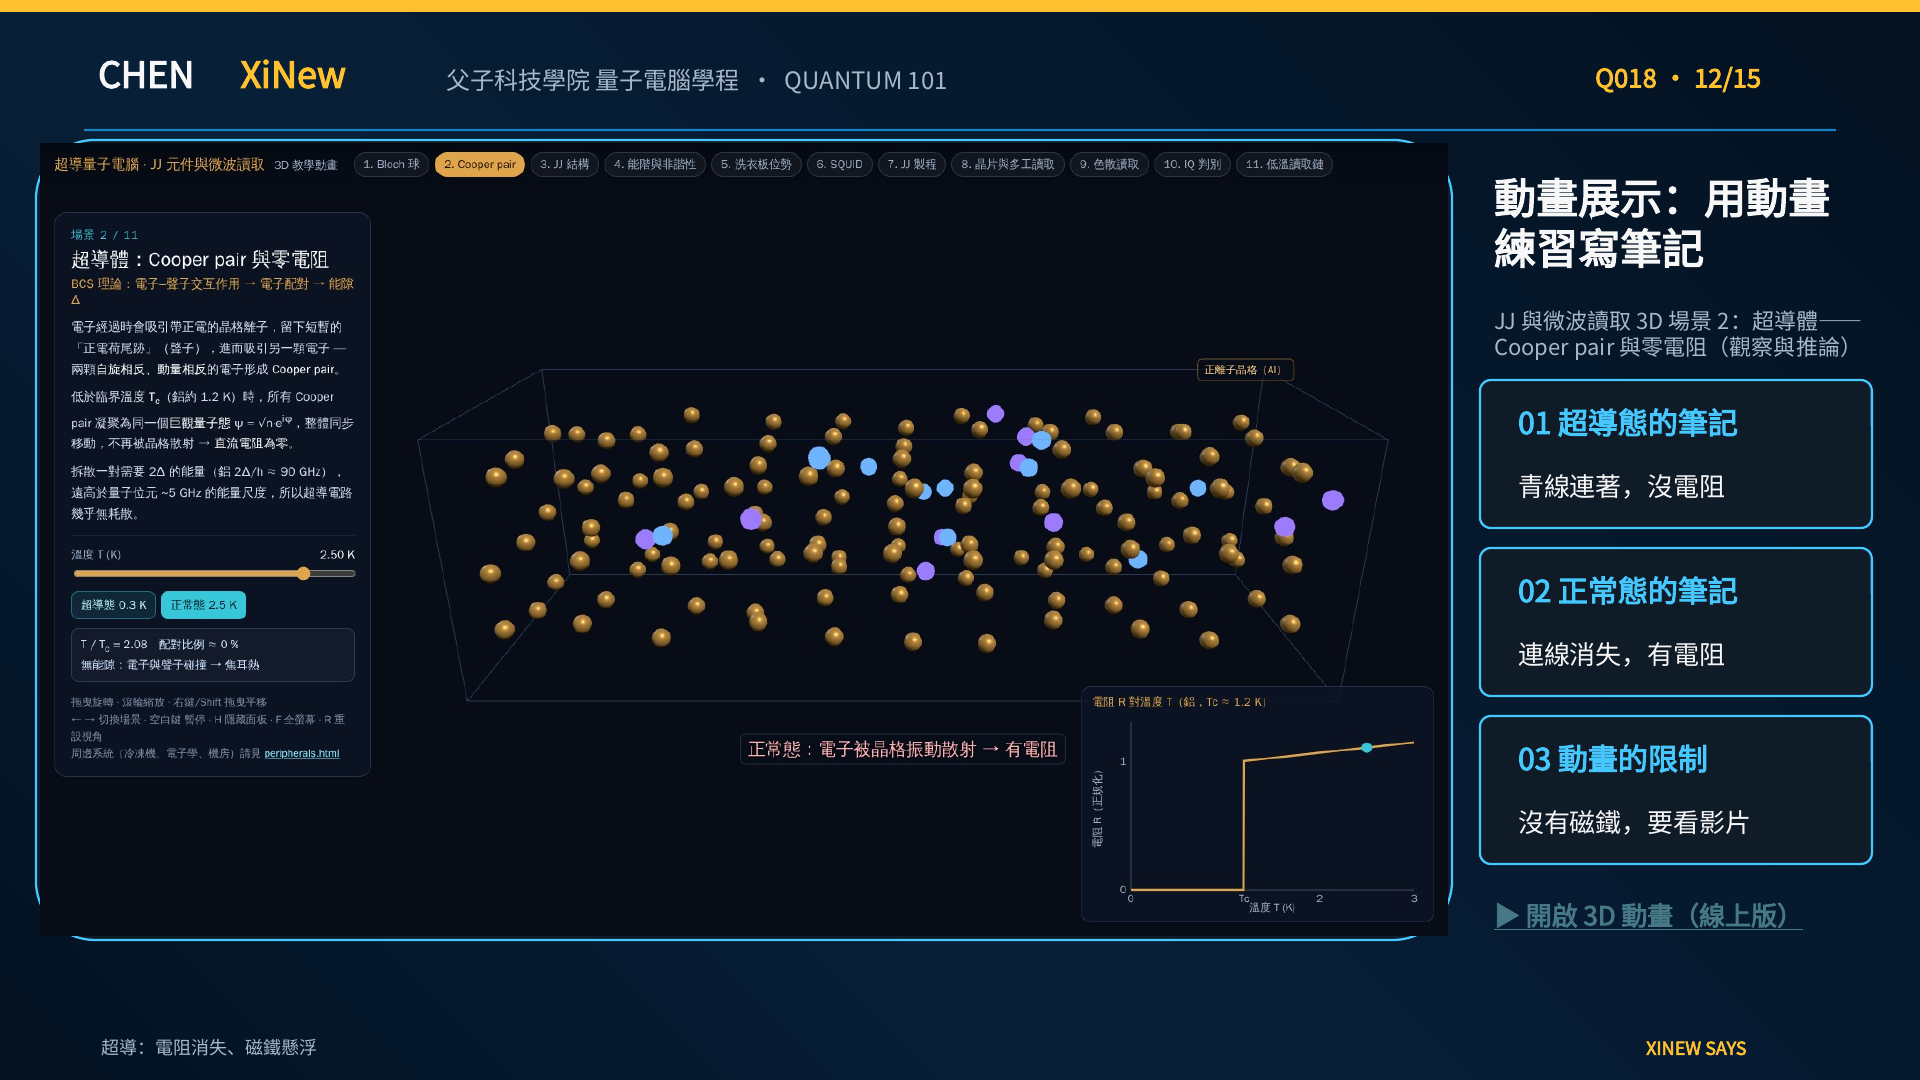 CHEN XiNew 父子科技學院 量子電腦學程 • QUANTUM 101 Q018 • 12/15
超導量子電腦 · JJ 元件與微波讀取 3D 教學動畫 1. Bloch 球 2. Cooper pair 3. JJ 結構 4. 能階與非諧性 5. 洗衣板位勢 6. SQUID 7. JJ 製程 8. 晶片與多工讀取 9. 色散讀取 10. IQ 判別 11. 低溫讀取鏈
場景 2 / 11
超導體：Cooper pair 與零電阻
BCS 理論：電子–聲子交互作用 → 電子配對 → 能隙
Δ
電子經過時會吸引帶正電的晶格離子，留下短暫的
「正電荷尾跡」（聲子），進而吸引另一顆電子 —
兩顆自旋相反、動量相反的電子形成 Cooper pair。
低於臨界溫度 Tc（鋁約 1.2 K）時，所有 Cooper
pair 凝聚為同一個巨觀量子態 ψ = √n·e^iφ，整體同步
移動，不再被晶格散射 → 直流電阻為零。
拆散一對需要 2Δ 的能量（鋁 2Δ/h ≈ 90 GHz），
遠高於量子位元 ~5 GHz 的能量尺度，所以超導電路
幾乎無耗散。
溫度 T (K) 2.50 K
超導態 0.3 K 正常態 2.5 K
T / Tc = 2.08 配對比例 ≈ 0 %
無能隙：電子與聲子碰撞 → 焦耳熱
拖曳旋轉 · 滾輪縮放 · 右鍵/Shift 拖曳平移
← → 切換場景 · 空白鍵 暫停 · H 隱藏面板 · F 全螢幕 · R 重
設視角
周邊系統（冷凍機、電子學、機房）請見 peripherals.html
正離子晶格（Al）
正常態：電子被晶格振動散射 → 有電阻
電阻 R 對溫度 T（鋁，Tc ≈ 1.2 K）
電阻 R（正規化）
1
0
0 Tc 2 3
溫度 T (K)
動畫展示：用動畫
練習寫筆記
JJ 與微波讀取 3D 場景 2：超導體——
Cooper pair 與零電阻（觀察與推論）
01 超導態的筆記
青線連著，沒電阻
02 正常態的筆記
連線消失，有電阻
03 動畫的限制
沒有磁鐵，要看影片
▶ 開啟 3D 動畫（線上版）
超導：電阻消失、磁鐵懸浮
XINEW SAYS